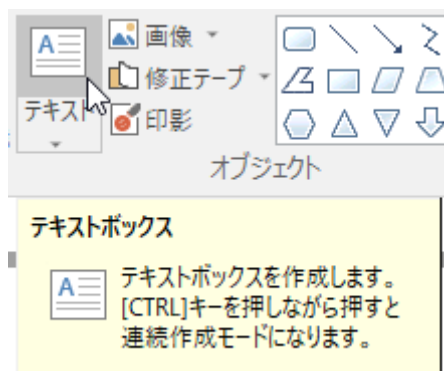 画像
修正テープ
テキスト
印影
オブジェクト
テキストボックス
テキストボックスを作成します。
[CTRL]キーを押しながら押すと
連続作成モードになります。